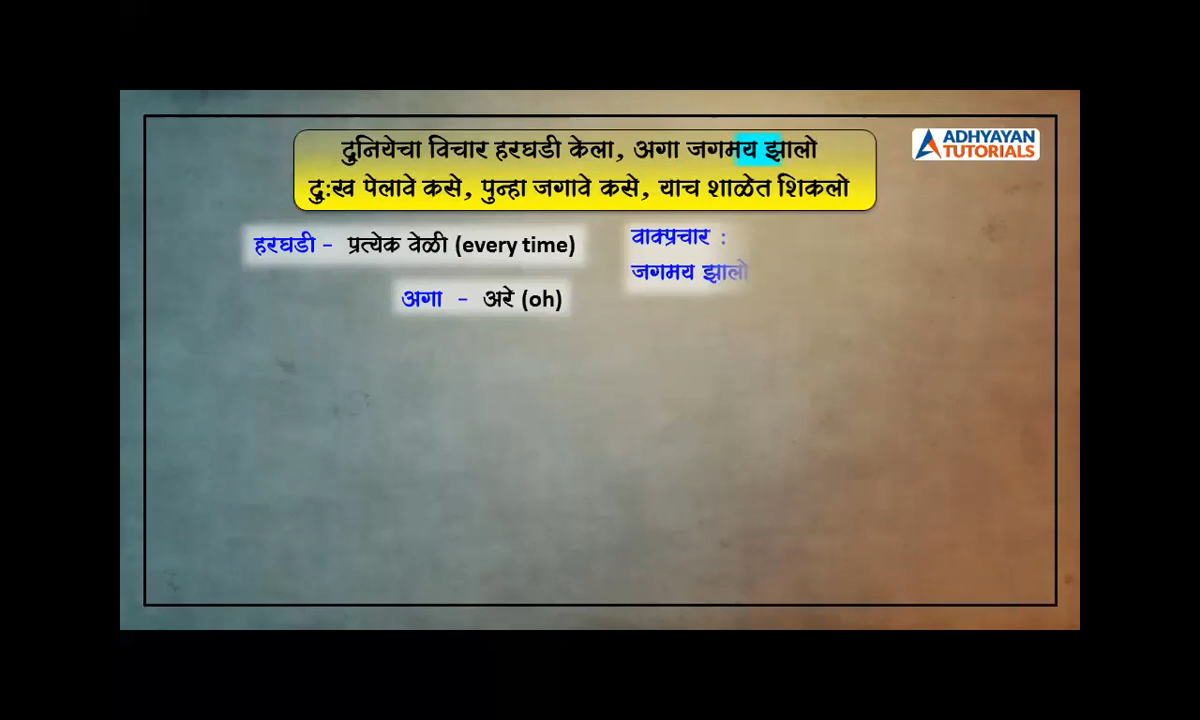 दुनियेचा विचार हरघडी केला, अगा जगमय झालो
दुःख पेलावे कसे, पुन्हा जगावे कसे, याच शाळेत शिकलो
ADHYAYAN
TUTORIALS
हरघडी - प्रत्येक वेळी (every time)
अगा - अरे (oh)
वाक्प्रचार :
जगमय झालो